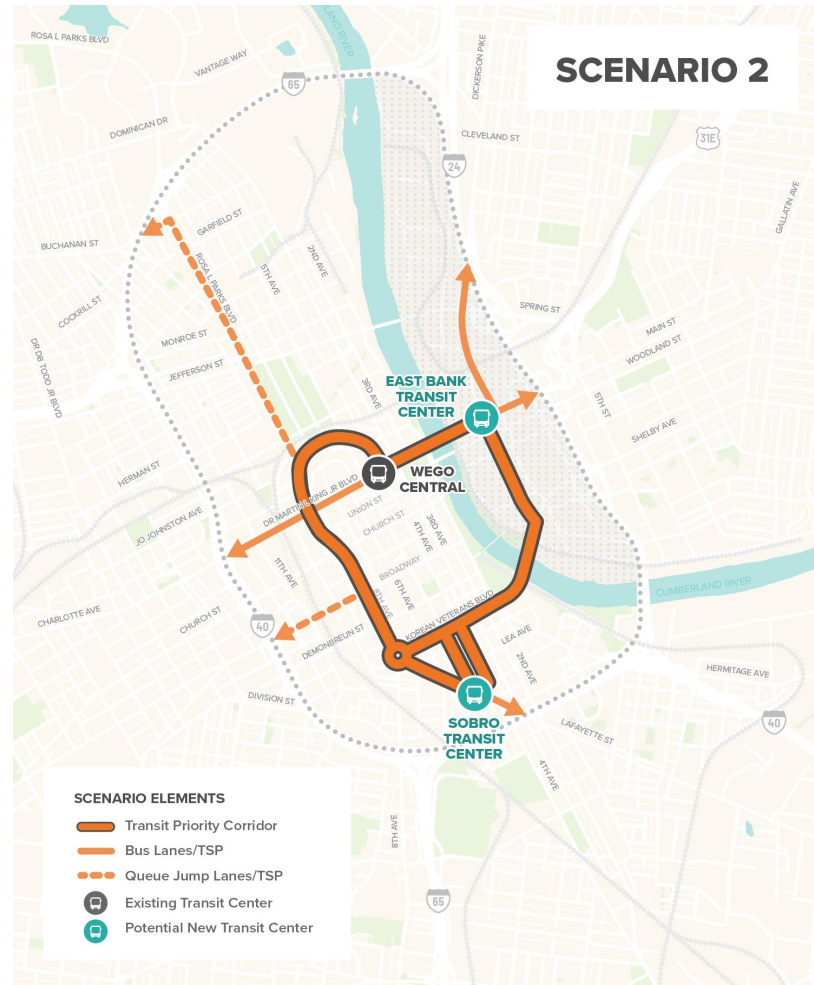 ROSA L PARKS BLVD
LAND RIVER
SCENARIO 2
VANTAGE WAY
DICKERSON PIKE
65
DOMINICAN DR
CLEVELAND ST
31E
24
GALLATIN AVE
GARFIELD ST
BUCHANAN ST
2ND AVE
5TH AVE
ROSA L PARKS BLVD
COCKRILL ST
SPRING ST
MAIN ST
WOODLAND ST
MONROE ST
DR DB TODD JR BLVD
JEFFERSON ST
3RD AVE
EAST BANK
TRANSIT
CENTER
5TH ST
SHELBY AVE
HERMAN ST
WEGO
CENTRAL
DR MARTIN L KING JR BLVD
UNION ST
CHURCH ST
3RD AVE
4TH AVE
JO JOHNSTON AVE
BROADWAY
11TH AVE
8TH AVE
6TH AVE
KOREAN VETERANS BLVD
CUMBERLAND RIVER
CHARLOTTE AVE
CHURCH ST
40
DEMONBREUN ST
LEA AVE
2ND AVE
HERMITAGE AVE
DIVISION ST
SOBRO
TRANSIT
CENTER
LAFAYETTE ST
40
4TH AVE
8TH AVE
65
SCENARIO ELEMENTS
Transit Priority Corridor
Bus Lanes/TSP
Queue Jump Lanes/TSP
Existing Transit Center
Potential New Transit Center